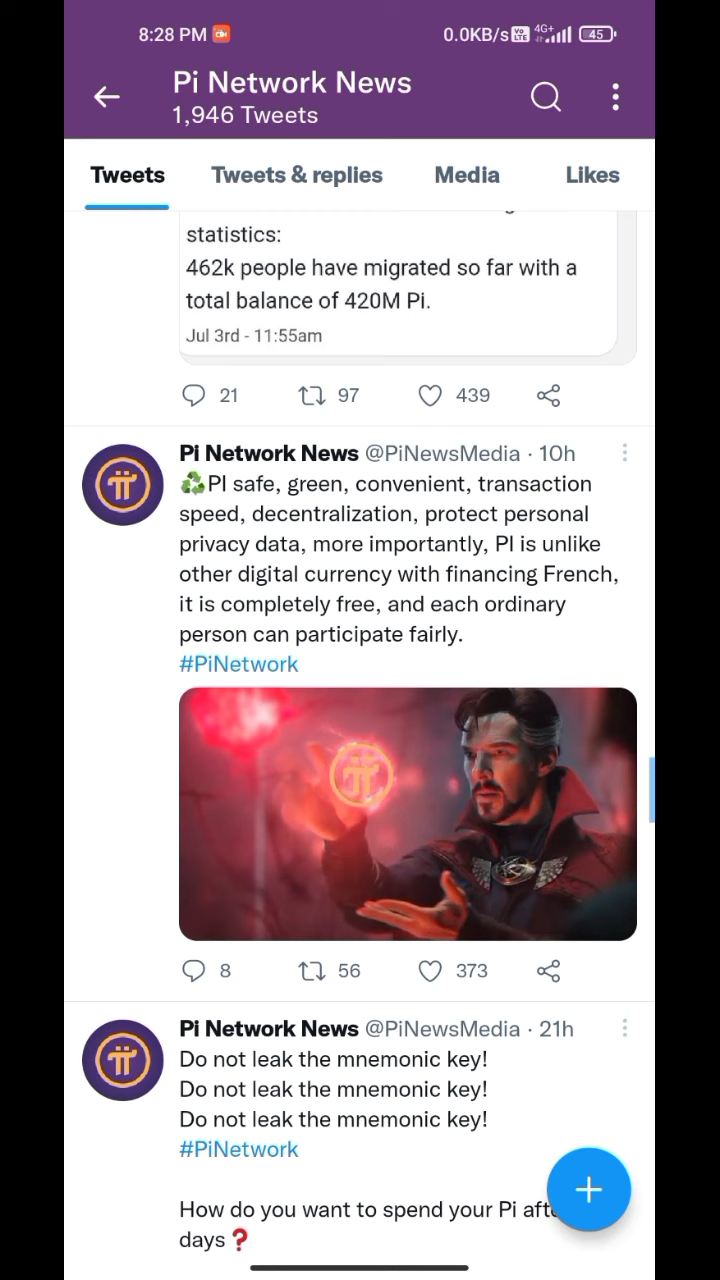 8:28 PM 0.0KB/s Vo LTE 4G+ 45
Pi Network News
1,946 Tweets
Tweets Tweets & replies Media Likes
statistics:
462k people have migrated so far with a
total balance of 420M Pi.
Jul 3rd - 11:55am
21 97 439
Pi Network News @PiNewsMedia · 10h
♻️PI safe, green, convenient, transaction
speed, decentralization, protect personal
privacy data, more importantly, PI is unlike
other digital currency with financing French,
it is completely free, and each ordinary
person can participate fairly.
#PiNetwork
8 56 373
Pi Network News @PiNewsMedia · 21h
Do not leak the mnemonic key!
Do not leak the mnemonic key!
Do not leak the mnemonic key!
#PiNetwork
How do you want to spend your Pi
days❓